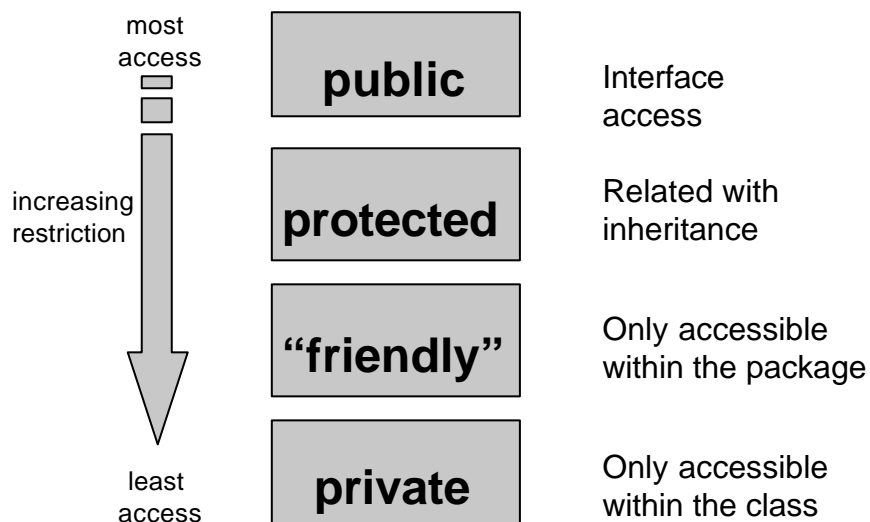 most
access
public
Interface
access
increasing
restriction
protected
Related with
inheritance
“friendly”
Only accessible
within the package
least
access
private
Only accessible
within the class